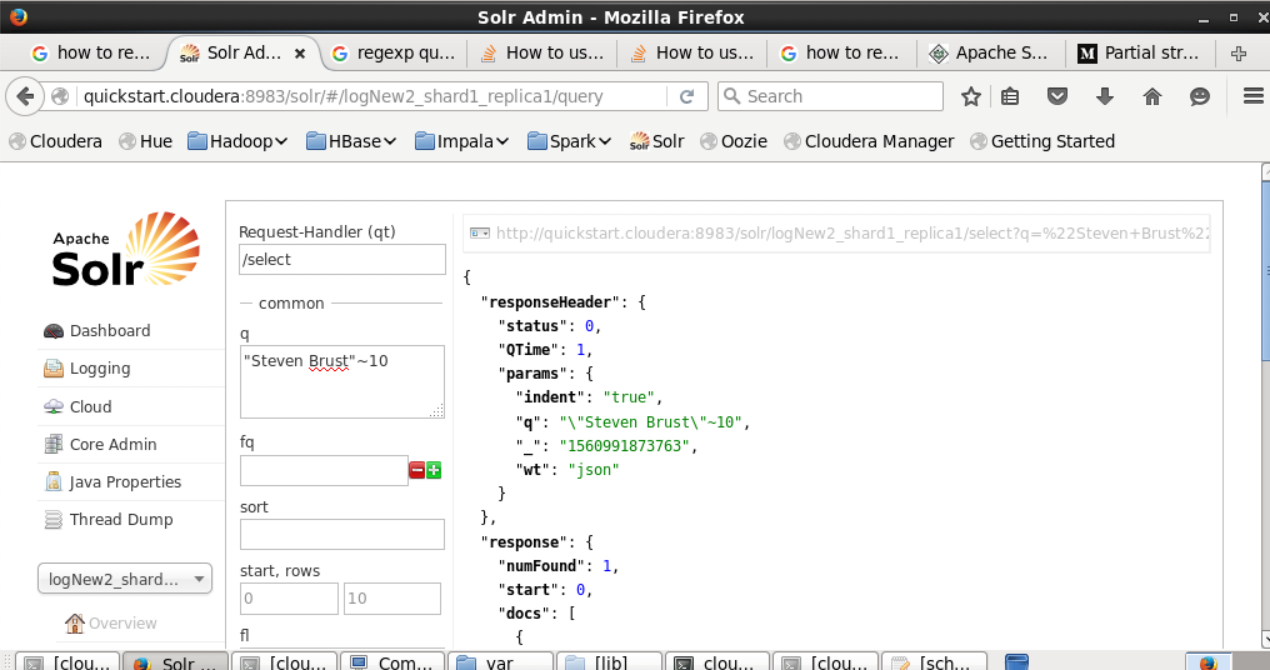 Solr Admin - Mozilla Firefox
how to re... Solr Ad... regexp qu... How to us... How to us... how to re... Apache S... Partial str...
quickstart.cloudera:8983/solr/#/logNew2_shard1_replica1/query Search
Cloudera Hue Hadoop HBase Impala Spark Solr Oozie Cloudera Manager Getting Started
Apache
Solr
Dashboard
Logging
Cloud
Core Admin
Java Properties
Thread Dump
logNew2_shard...
Overview
Request-Handler (qt)
/select
common
q
"Steven Brust"~10
fq
sort
start, rows
0 10
fl
http://quickstart.cloudera:8983/solr/logNew2_shard1_replica1/select?q=%22Steven+Brust%22
{
"responseHeader": {
"status": 0,
"QTime": 1,
"params": {
"indent": "true",
"q": "\"Steven Brust\"~10",
"_": "1560991873763",
"wt": "json"
}
},
"response": {
"numFound": 1,
"start": 0,
"docs": [
{
[clou... Solr ... [clou... Com... var [lib] clou... [clou... [sch...